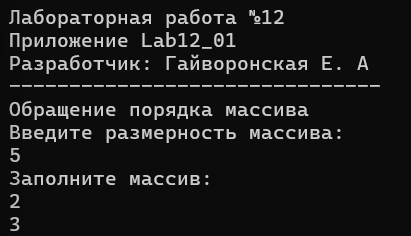 Лабораторная работа №12
Приложение Lab12_01
Разработчик: Гайворонская Е. А
-------------------------------
Обращение порядка массива
Введите размерность массива:
5
Заполните массив:
2
3